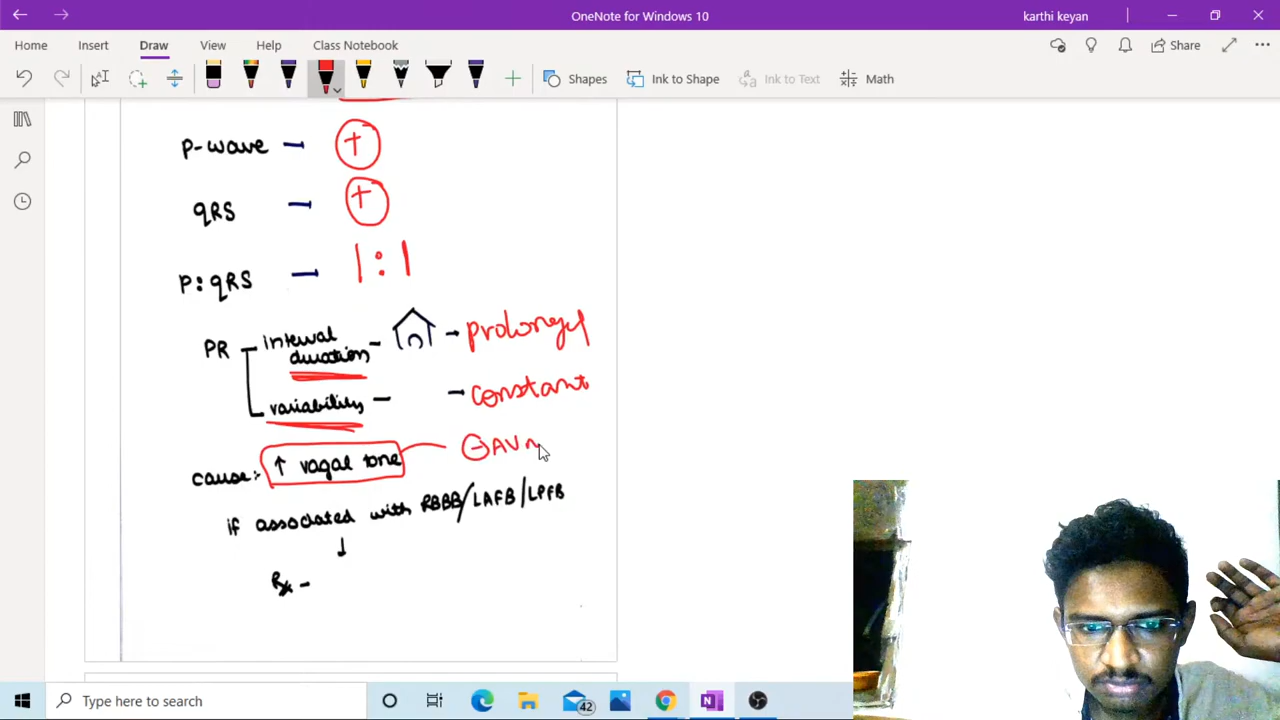 OneNote for Windows 10
karthi keyan
Home Insert Draw View Help Class Notebook
Share
Shapes Ink to Shape Ink to Text Math
p-wave - +
qRS - +
P:qRS - 1:1
PR - interval duration - → prolonged
variability - - constant
cause:- ↑ vagal tone - ⊖ AVN
if associated with RBBB/LAFB/LPFB
↓
Rx -
Type here to search
42